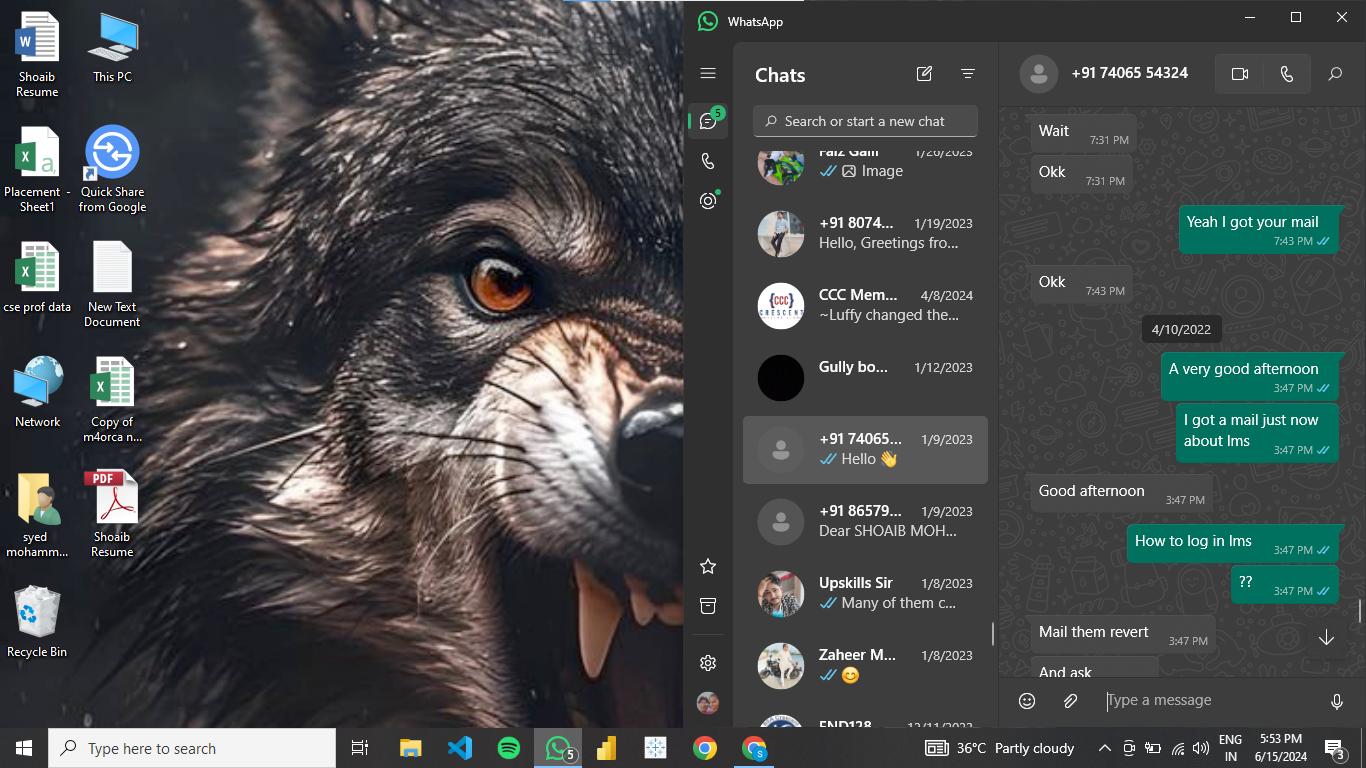 Shoaib
Resume
This PC
Placement -
Sheet1
Quick Share
from Google
cse prof data
New Text
Document
Network
Copy of
m4orca n...
syed
mohamm...
PDF
Shoaib
Resume
Recycle Bin
WhatsApp
5
Chats
Search or start a new chat
Faiz Galli 1/20/2023
Image
+91 8074... 1/19/2023
Hello, Greetings fro...
{CCC}
CRESCENT
CCC Mem... 4/8/2024
~Luffy changed the...
Gully bo... 1/12/2023
+91 74065... 1/9/2023
Hello 👋
+91 86579... 1/9/2023
Dear SHOAIB MOH...
Upskills Sir 1/8/2023
Many of them c...
Zaheer M... 1/8/2023
😊
END128 12/11/2023
+91 74065 54324
Wait 7:31 PM
Okk 7:31 PM
Yeah I got your mail
7:43 PM
Okk 7:43 PM
4/10/2022
A very good afternoon
3:47 PM
I got a mail just now
about lms 3:47 PM
Good afternoon 3:47 PM
How to log in lms 3:47 PM
?? 3:47 PM
Mail them revert 3:47 PM
And ask
Type a message
Type here to search
5
36°C Partly cloudy
ENG
IN
5:53 PM
6/15/2024
3